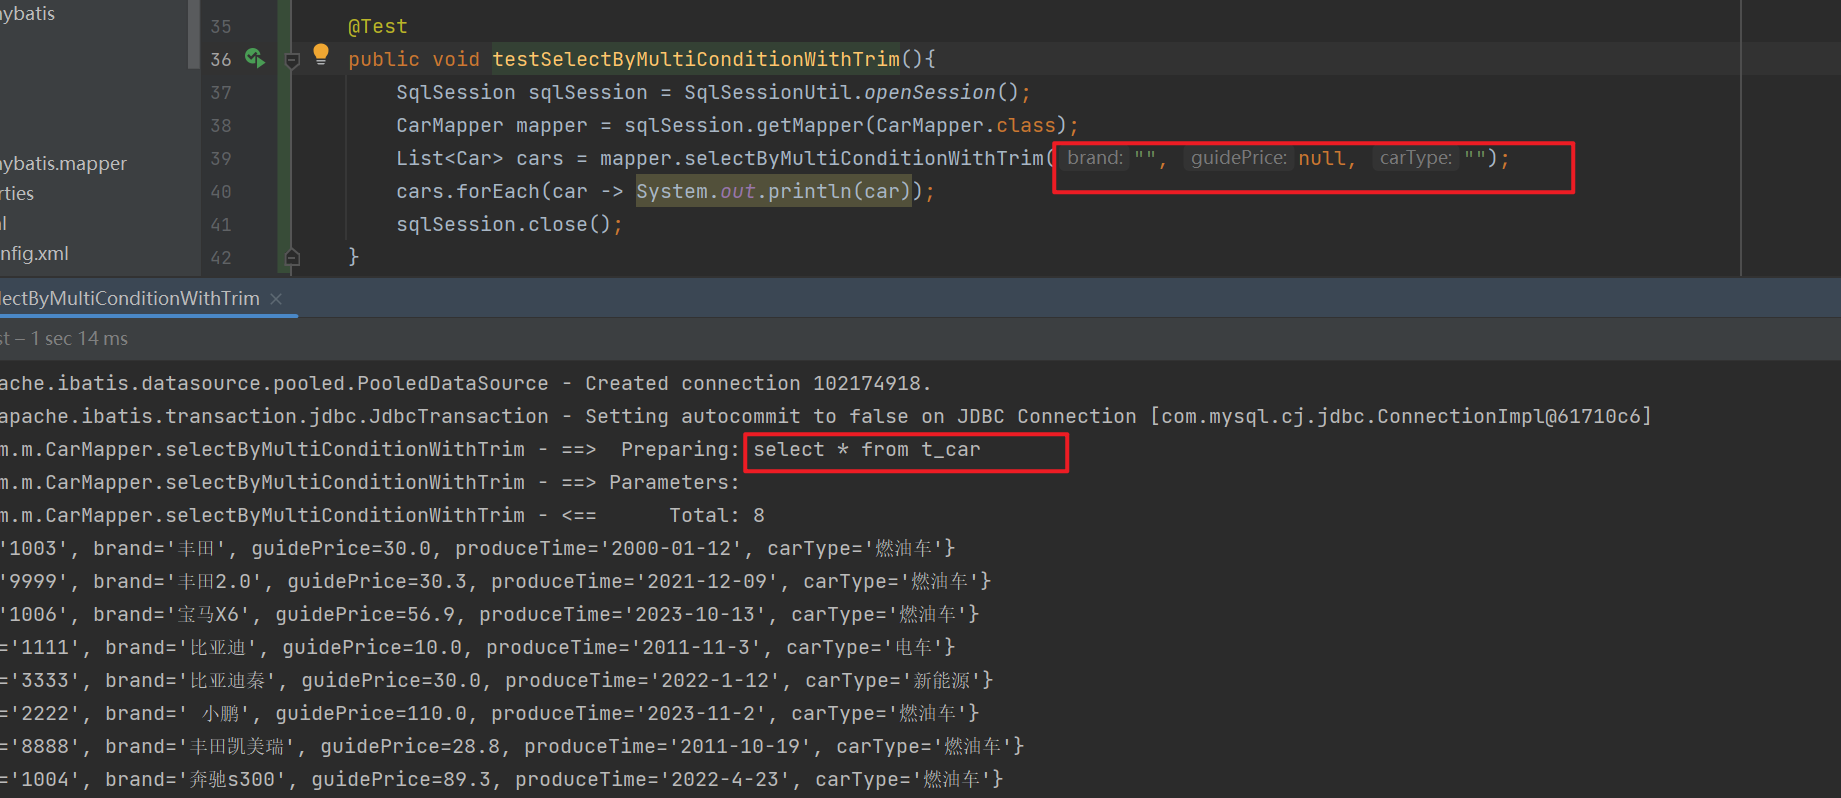 nybatis
nybatis.mapper
rties
nl
nfig.xml
35 @Test
36 public void testSelectByMultiConditionWithTrim(){
37 SqlSession sqlSession = SqlSessionUtil.openSession();
38 CarMapper mapper = sqlSession.getMapper(CarMapper.class);
39 List<Car> cars = mapper.selectByMultiConditionWithTrim( brand: "", guidePrice: null, carType: "");
40 cars.forEach(car -> System.out.println(car));
41 sqlSession.close();
42 }
lectByMultiConditionWithTrim ×
st – 1 sec 14 ms
ache.ibatis.datasource.pooled.PooledDataSource - Created connection 102174918.
apache.ibatis.transaction.jdbc.JdbcTransaction - Setting autocommit to false on JDBC Connection [com.mysql.cj.jdbc.ConnectionImpl@61710c6]
m.m.CarMapper.selectByMultiConditionWithTrim - ==>  Preparing: select * from t_car
m.m.CarMapper.selectByMultiConditionWithTrim - ==> Parameters:
m.m.CarMapper.selectByMultiConditionWithTrim - <==      Total: 8
'1003', brand='丰田', guidePrice=30.0, produceTime='2000-01-12', carType='燃油车'}
'9999', brand='丰田2.0', guidePrice=30.3, produceTime='2021-12-09', carType='燃油车'}
'1006', brand='宝马X6', guidePrice=56.9, produceTime='2023-10-13', carType='燃油车'}
='1111', brand='比亚迪', guidePrice=10.0, produceTime='2011-11-3', carType='电车'}
='3333', brand='比亚迪秦', guidePrice=30.0, produceTime='2022-1-12', carType='新能源'}
='2222', brand=' 小鹏', guidePrice=110.0, produceTime='2023-11-2', carType='燃油车'}
='8888', brand='丰田凯美瑞', guidePrice=28.8, produceTime='2011-10-19', carType='燃油车'}
='1004', brand='奔驰s300', guidePrice=89.3, produceTime='2022-4-23', carType='燃油车'}